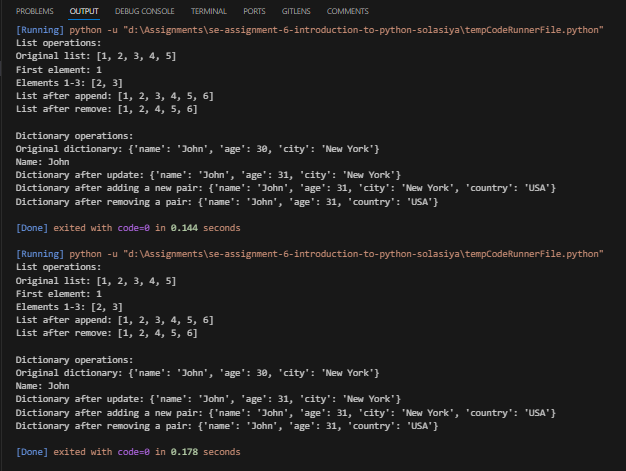 PROBLEMS OUTPUT DEBUG CONSOLE TERMINAL PORTS GITLENS COMMENTS
[Running] python -u "d:\Assignments\se-assignment-6-introduction-to-python-solasiya\tempCodeRunnerFile.python"
List operations:
Original list: [1, 2, 3, 4, 5]
First element: 1
Elements 1-3: [2, 3]
List after append: [1, 2, 3, 4, 5, 6]
List after remove: [1, 2, 4, 5, 6]

Dictionary operations:
Original dictionary: {'name': 'John', 'age': 30, 'city': 'New York'}
Name: John
Dictionary after update: {'name': 'John', 'age': 31, 'city': 'New York'}
Dictionary after adding a new pair: {'name': 'John', 'age': 31, 'city': 'New York', 'country': 'USA'}
Dictionary after removing a pair: {'name': 'John', 'age': 31, 'country': 'USA'}

[Done] exited with code=0 in 0.144 seconds

[Running] python -u "d:\Assignments\se-assignment-6-introduction-to-python-solasiya\tempCodeRunnerFile.python"
List operations:
Original list: [1, 2, 3, 4, 5]
First element: 1
Elements 1-3: [2, 3]
List after append: [1, 2, 3, 4, 5, 6]
List after remove: [1, 2, 4, 5, 6]

Dictionary operations:
Original dictionary: {'name': 'John', 'age': 30, 'city': 'New York'}
Name: John
Dictionary after update: {'name': 'John', 'age': 31, 'city': 'New York'}
Dictionary after adding a new pair: {'name': 'John', 'age': 31, 'city': 'New York', 'country': 'USA'}
Dictionary after removing a pair: {'name': 'John', 'age': 31, 'country': 'USA'}

[Done] exited with code=0 in 0.178 seconds